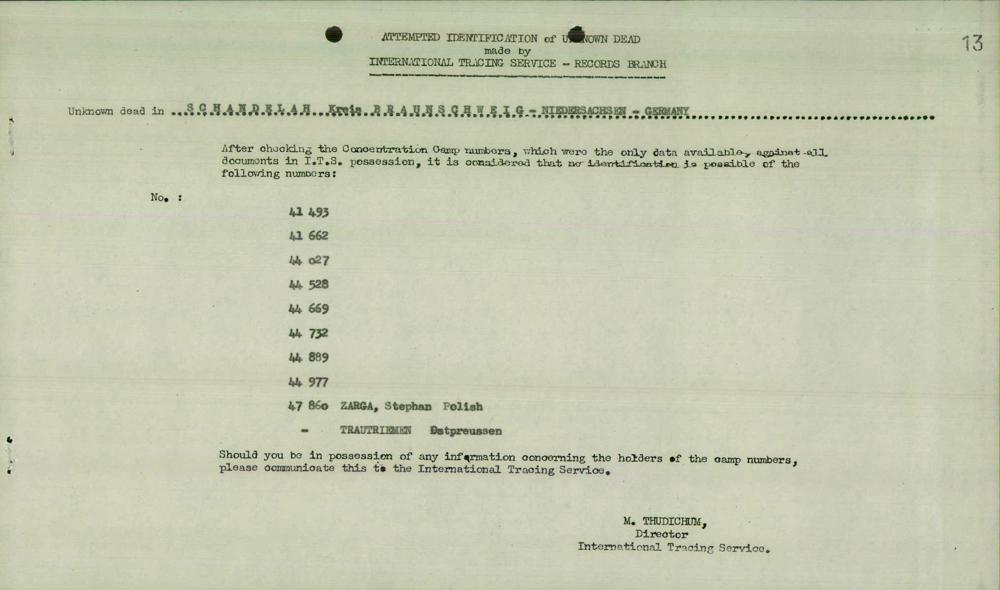 13
ATTEMPTED IDENTIFICATION of UNKNOWN DEAD
made by
INTERNATIONAL TRACING SERVICE - RECORDS BRANCH
Unknown dead in ...SCHANDELAH Kreis BRAUNSCHWEIG - NIEDERSACHSEN - GERMANY...
After checking the Concentration Camp numbers, which were the only data available, against all
documents in I.T.S. possession, it is considered that no identification is possible of the
following numbers:
No. :
41 493
41 662
44 027
44 528
44 669
44 732
44 889
44 977
47 860 ZARGA, Stephan Polish
- TRAUTRIEMEN Ostpreussen
Should you be in possession of any information concerning the holders of the camp numbers,
please communicate this to the International Tracing Service.
M. THUDICHUM,
Director
International Tracing Service.